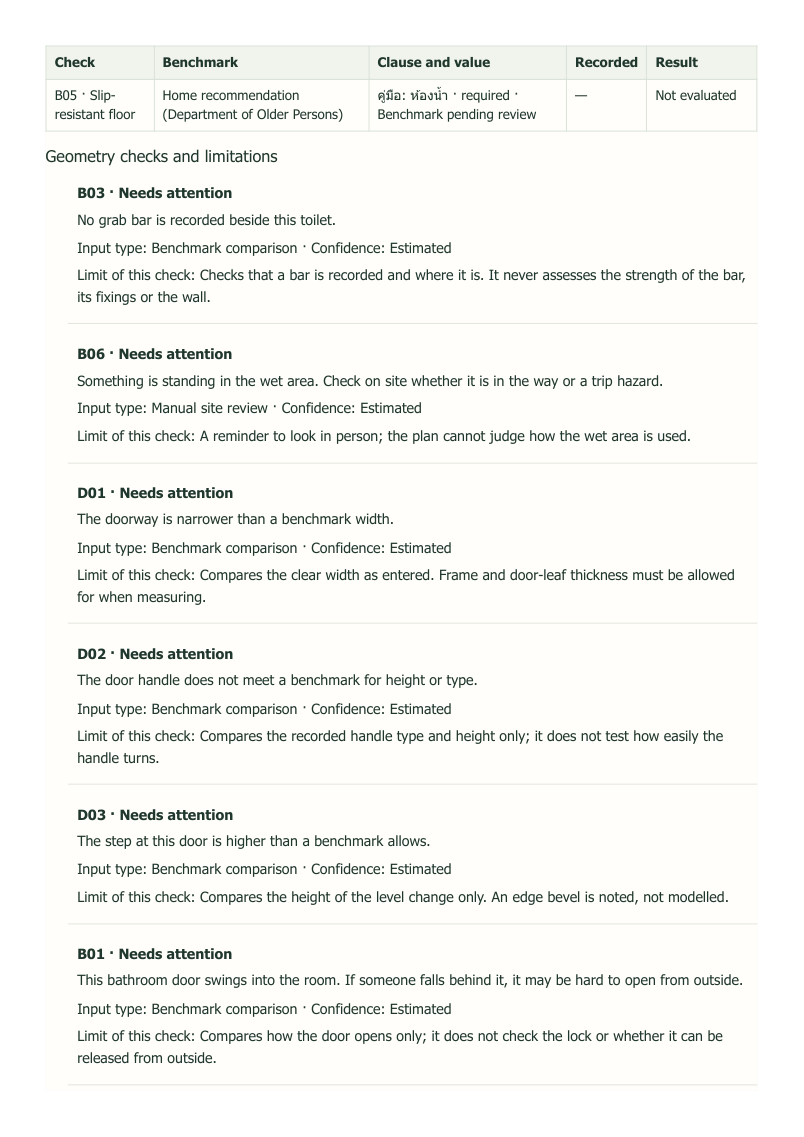 Check Benchmark Clause and value Recorded Result
B05 · Slip-resistant floor Home recommendation (Department of Older Persons) คู่มือ: ห้องน้ำ · required · Benchmark pending review — Not evaluated
Geometry checks and limitations
B03 · Needs attention
No grab bar is recorded beside this toilet.
Input type: Benchmark comparison · Confidence: Estimated
Limit of this check: Checks that a bar is recorded and where it is. It never assesses the strength of the bar,
its fixings or the wall.
B06 · Needs attention
Something is standing in the wet area. Check on site whether it is in the way or a trip hazard.
Input type: Manual site review · Confidence: Estimated
Limit of this check: A reminder to look in person; the plan cannot judge how the wet area is used.
D01 · Needs attention
The doorway is narrower than a benchmark width.
Input type: Benchmark comparison · Confidence: Estimated
Limit of this check: Compares the clear width as entered. Frame and door-leaf thickness must be allowed
for when measuring.
D02 · Needs attention
The door handle does not meet a benchmark for height or type.
Input type: Benchmark comparison · Confidence: Estimated
Limit of this check: Compares the recorded handle type and height only; it does not test how easily the
handle turns.
D03 · Needs attention
The step at this door is higher than a benchmark allows.
Input type: Benchmark comparison · Confidence: Estimated
Limit of this check: Compares the height of the level change only. An edge bevel is noted, not modelled.
B01 · Needs attention
This bathroom door swings into the room. If someone falls behind it, it may be hard to open from outside.
Input type: Benchmark comparison · Confidence: Estimated
Limit of this check: Compares how the door opens only; it does not check the lock or whether it can be
released from outside.